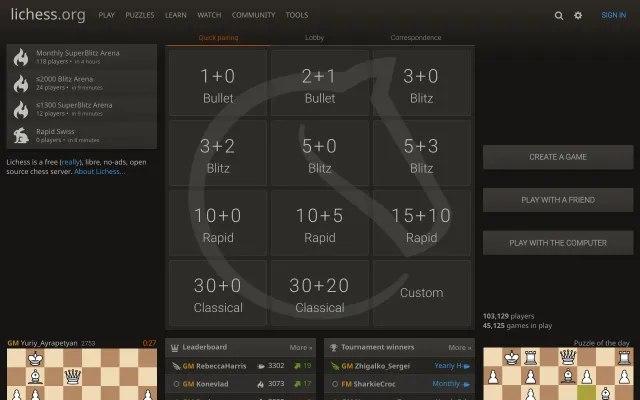 lichess.org PLAY PUZZLES LEARN WATCH COMMUNITY TOOLS SIGN IN
Quick pairing Lobby Correspondence
Monthly SuperBlitz Arena
118 players • in 4 hours
≤2000 Blitz Arena
24 players • in 9 minutes
≤1300 SuperBlitz Arena
12 players • in 9 minutes
Rapid Swiss
0 players • in 8 minutes
Lichess is a free (really), libre, no-ads, open
source chess server. About Lichess...
1+0
Bullet
2+1
Bullet
3+0
Blitz
3+2
Blitz
5+0
Blitz
5+3
Blitz
10+0
Rapid
10+5
Rapid
15+10
Rapid
30+0
Classical
30+20
Classical
Custom
CREATE A GAME
PLAY WITH A FRIEND
PLAY WITH THE COMPUTER
103,129 players
45,125 games in play
GM Yuriy_Ayrapetyan 2753 0:27
Leaderboard More »
GM RebeccaHarris 3302 19
GM Konevlad 3073 17
Tournament winners More »
GM Zhigalko_Sergei Yearly H
FM SharkieCroc Monthly
Puzzle of the day